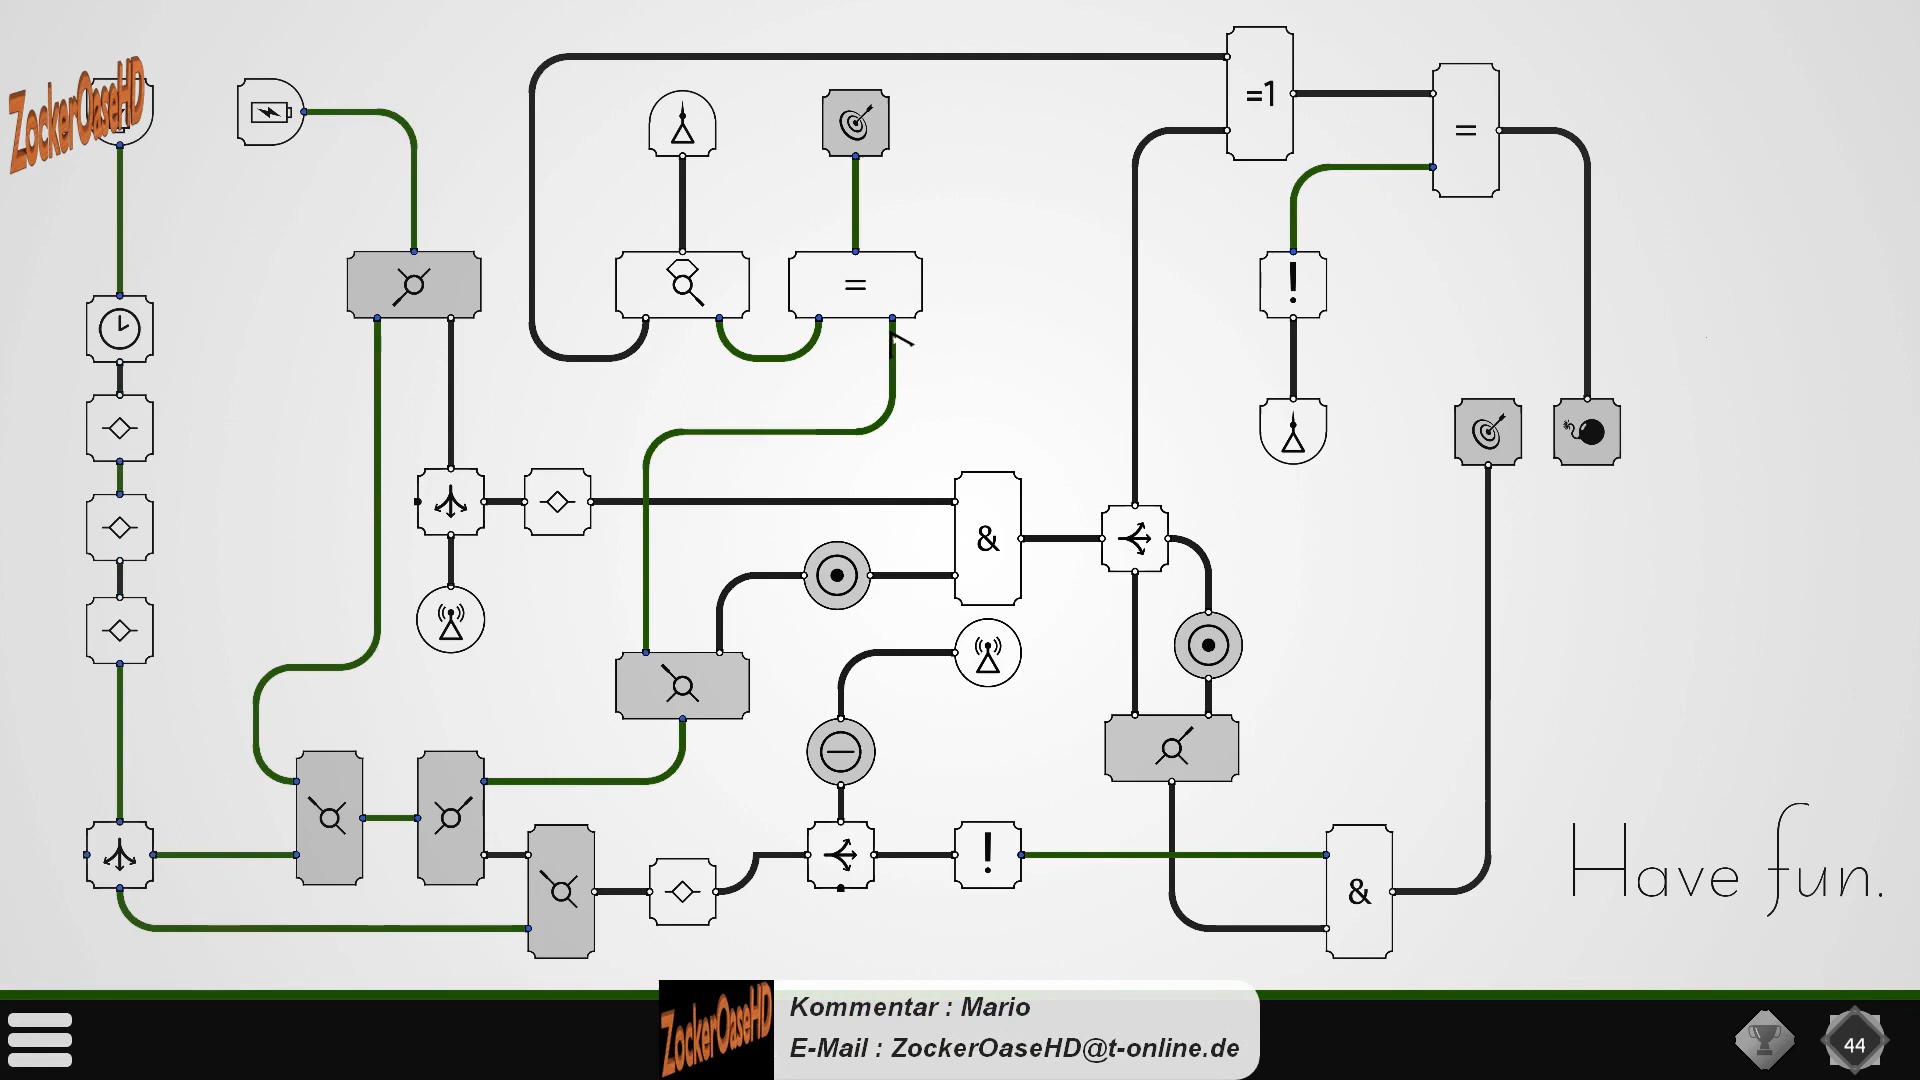 ZockerOaseHD
=1
=
=
!
&
!
&
Have fun.
ZockerOaseHD
Kommentar : Mario
E-Mail : ZockerOaseHD@t-online.de
44